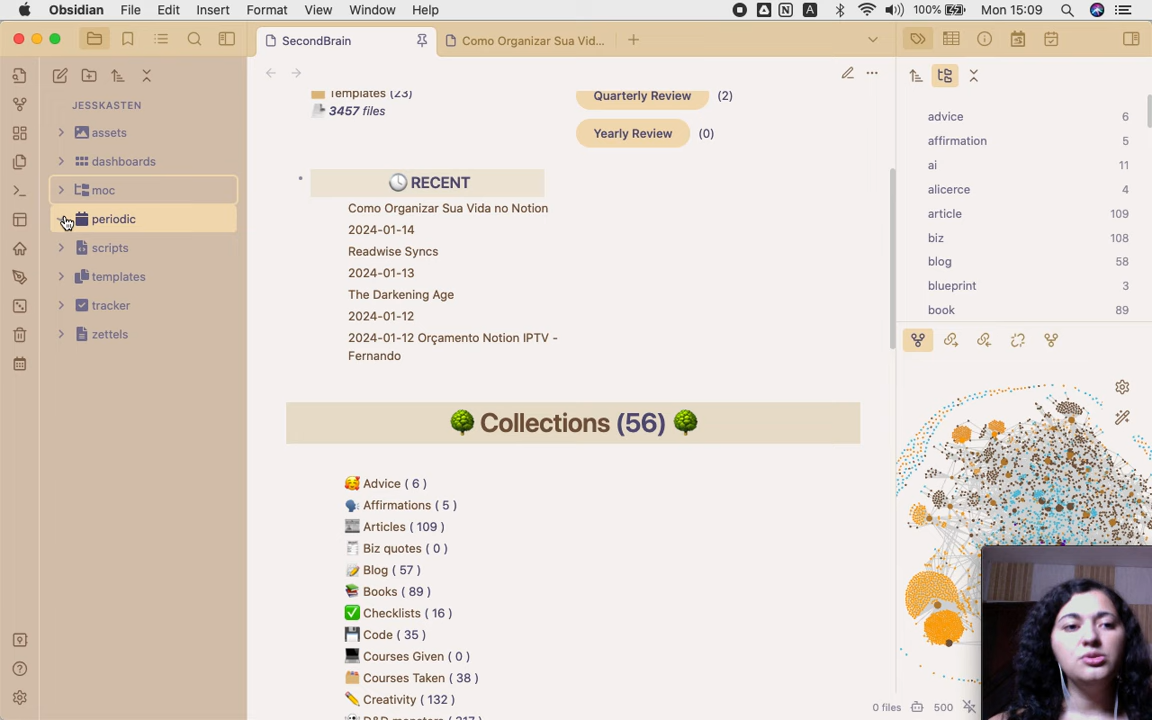 Obsidian File Edit Insert Format View Window Help 100% Mon 15:09
SecondBrain
Como Organizar Sua Vid...
JESSKASTEN
assets
dashboards
moc
periodic
scripts
templates
tracker
zettels
Templates (23)
3457 files
Quarterly Review (2)
Yearly Review (0)
RECENT
Como Organizar Sua Vida no Notion
2024-01-14
Readwise Syncs
2024-01-13
The Darkening Age
2024-01-12
2024-01-12 Orçamento Notion IPTV -
Fernando
Collections (56)
Advice ( 6 )
Affirmations ( 5 )
Articles ( 109 )
Biz quotes ( 0 )
Blog ( 57 )
Books ( 89 )
Checklists ( 16 )
Code ( 35 )
Courses Given ( 0 )
Courses Taken ( 38 )
Creativity ( 132 )
D&D monsters ( 317 )
advice 6
affirmation 5
ai 11
alicerce 4
article 109
biz 108
blog 58
blueprint 3
book 89
0 files 500